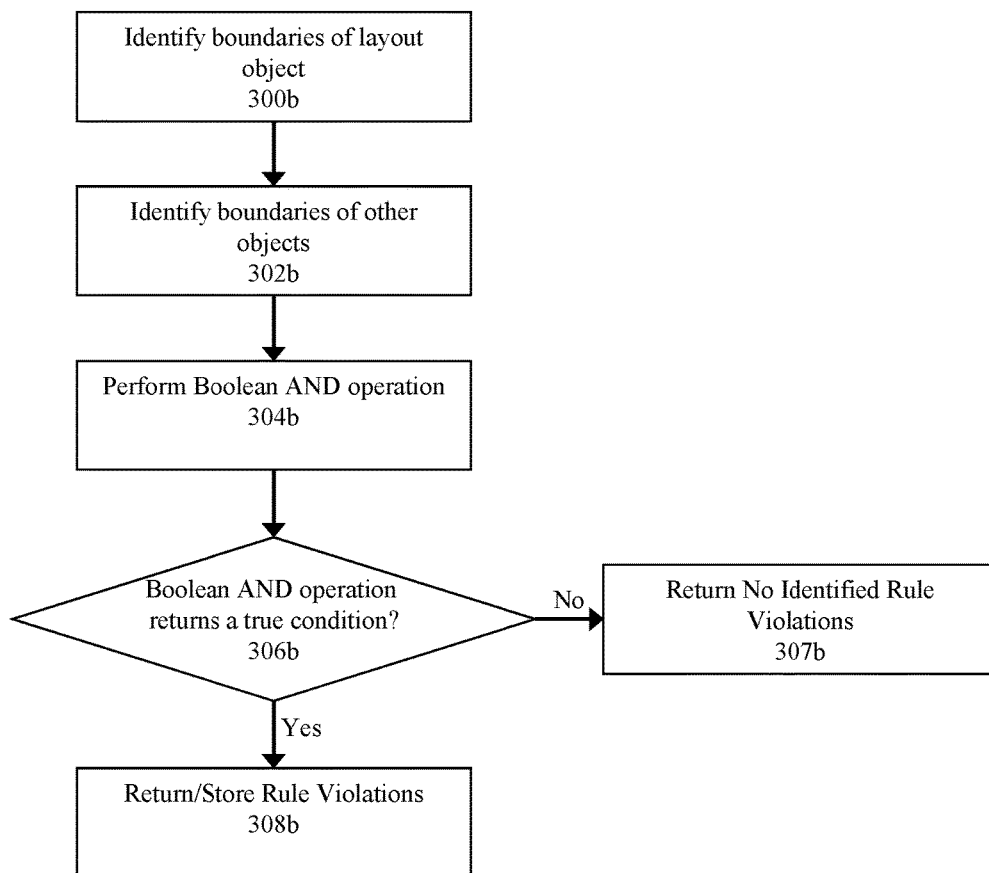 Identify boundaries of layout
object
300b
Identify boundaries of other
objects
302b
Perform Boolean AND operation
304b
Boolean AND operation
returns a true condition?
306b
No
Return No Identified Rule
Violations
307b
Yes
Return/Store Rule Violations
308b